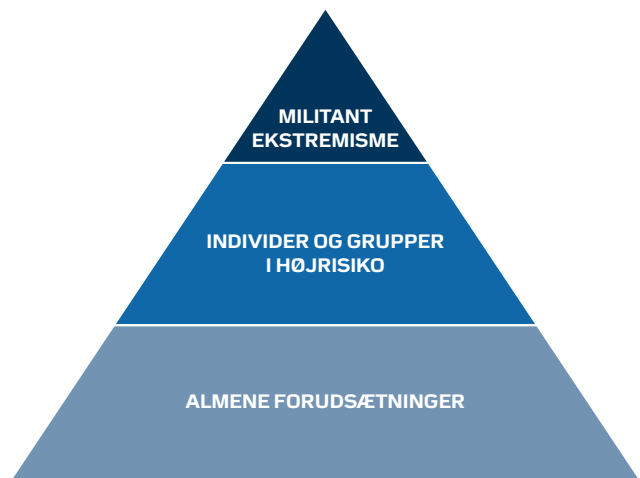 MILITANT
EKSTREMISME
INDIVIDER OG GRUPPER
I HØJRISIKO
ALMENE FORUDSÆTNINGER